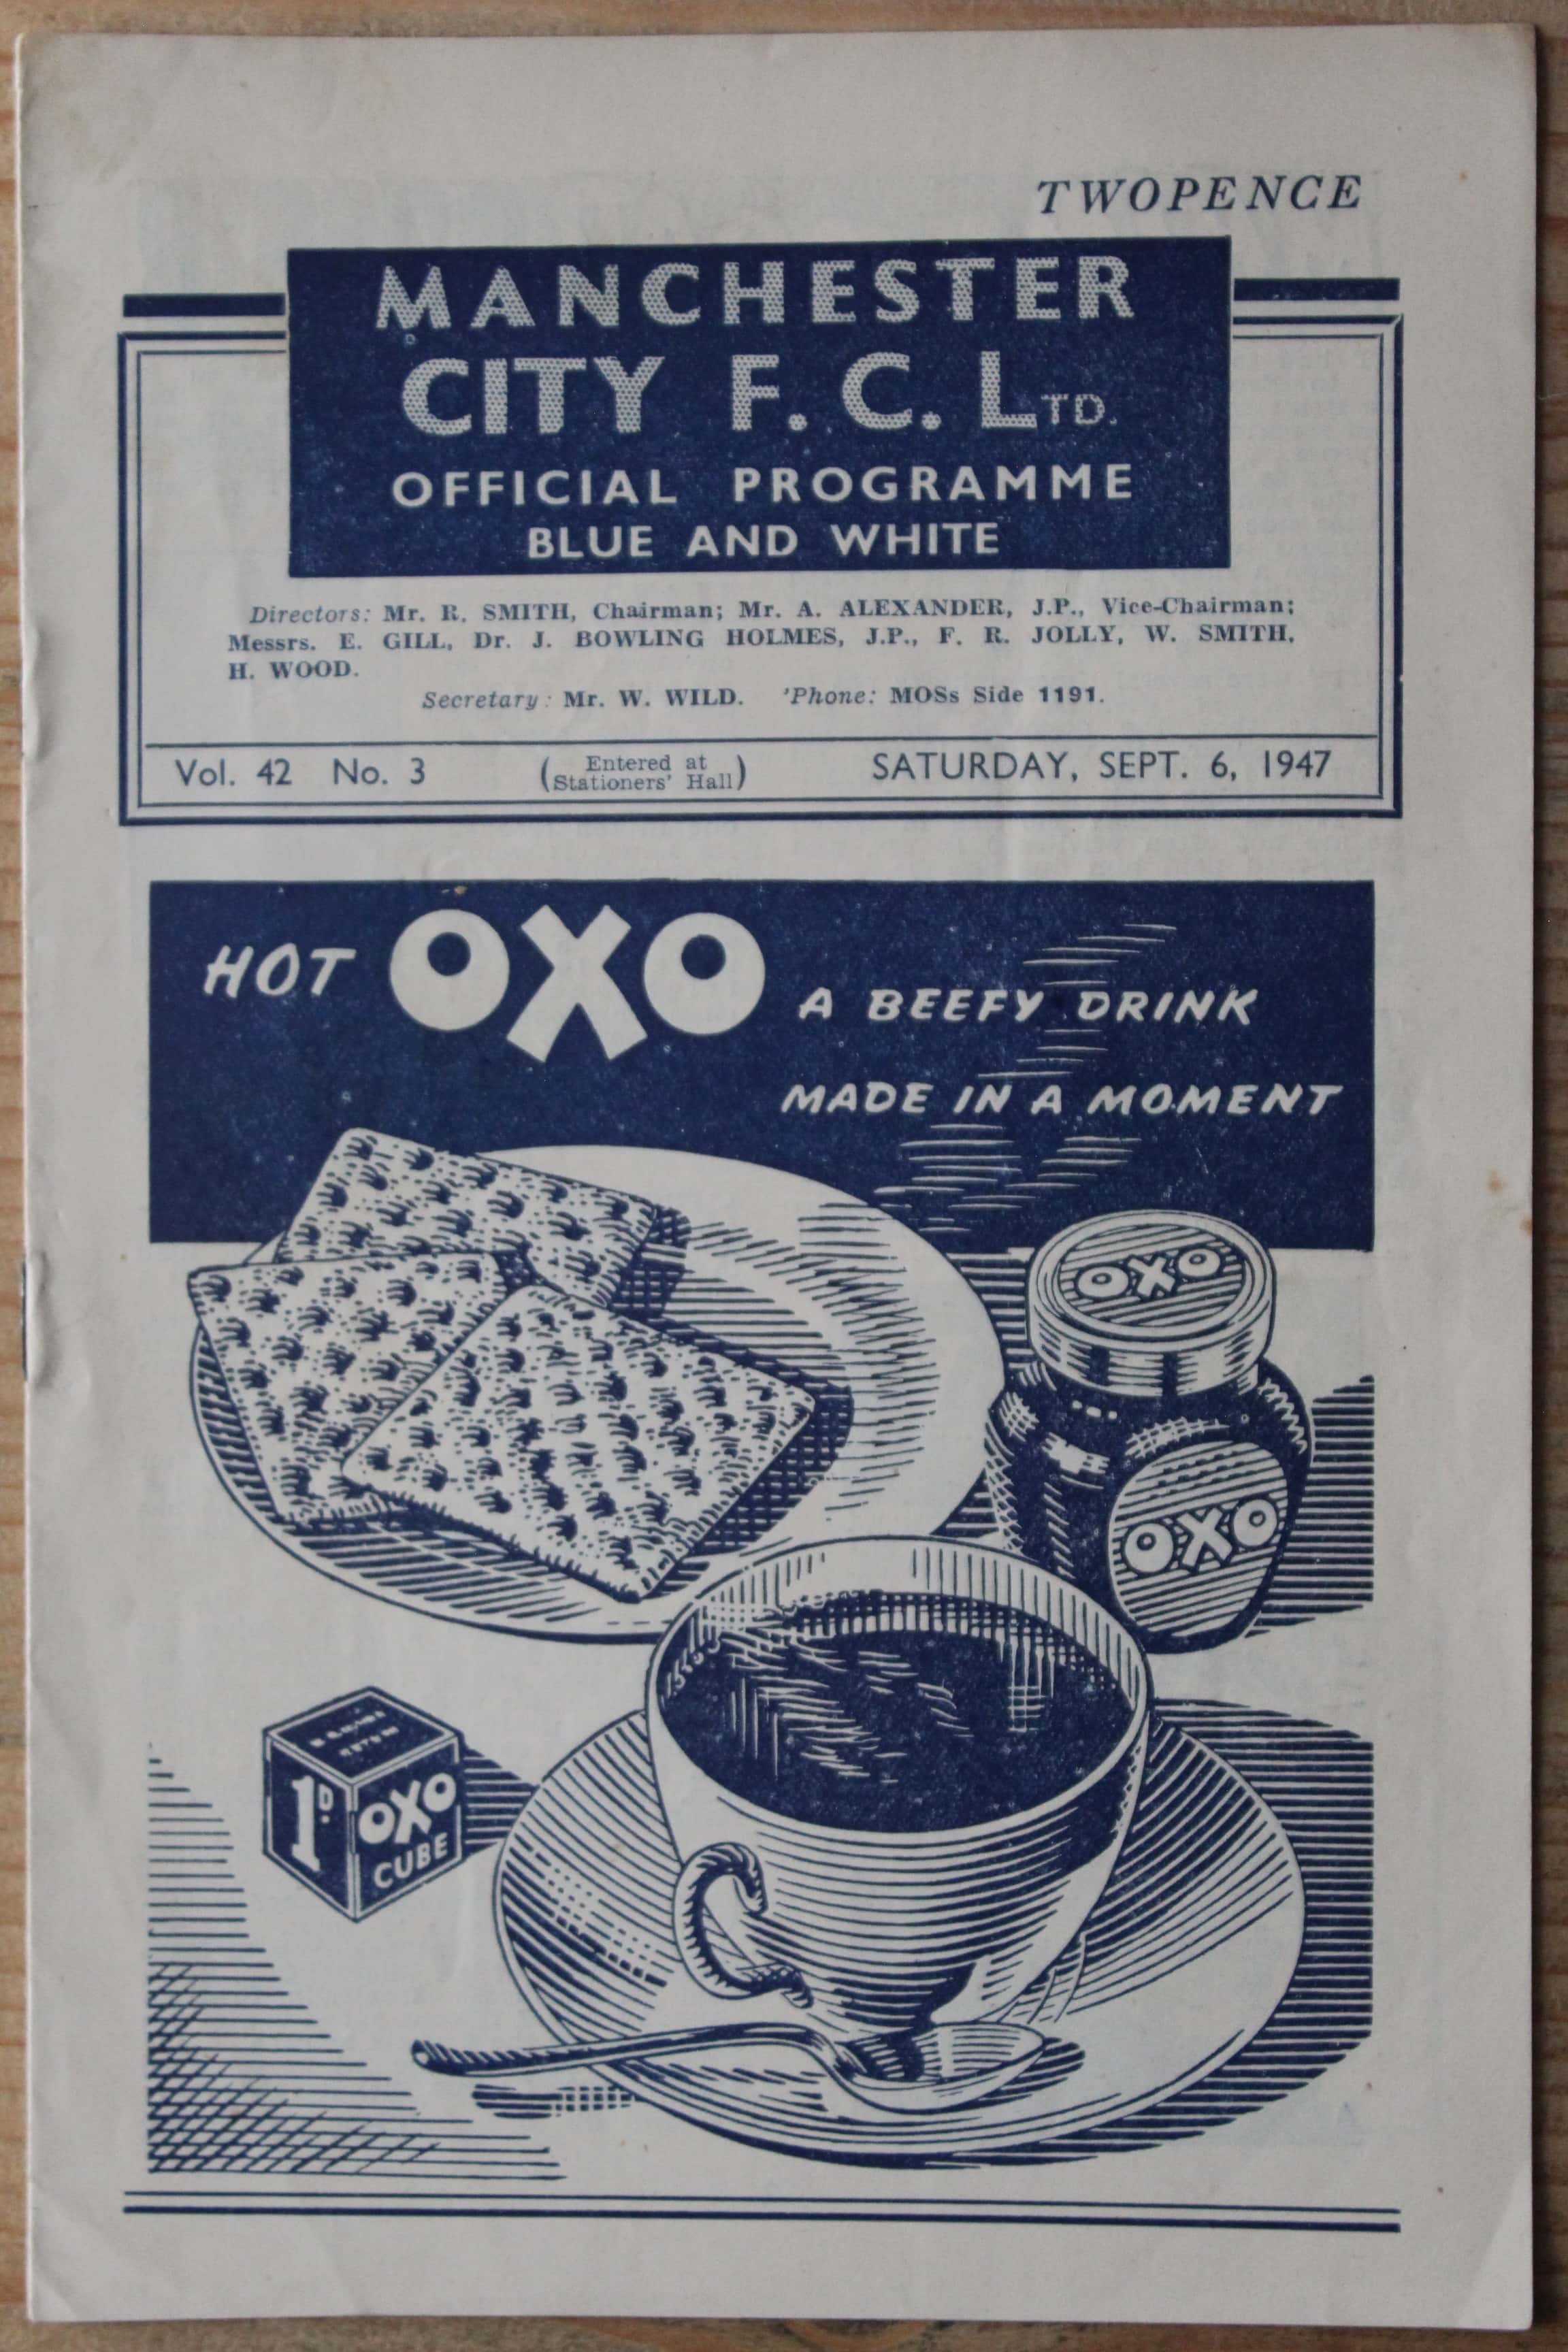 TWOPENCE
MANCHESTER
CITY F. C. LTD.
OFFICIAL PROGRAMME
BLUE AND WHITE
Directors: Mr. R. SMITH, Chairman; Mr. A. ALEXANDER, J.P., Vice-Chairman;
Messrs. E. GILL, Dr. J. BOWLING HOLMES, J.P., F. R. JOLLY, W. SMITH,
H. WOOD.
Secretary: Mr. W. WILD. 'Phone: MOSs Side 1191.
Vol. 42 No. 3
(Entered at
Stationers' Hall)
SATURDAY, SEPT. 6, 1947
HOT OXO
A BEEFY DRINK
MADE IN A MOMENT
OXO
OXO
1D.
OXO
CUBE